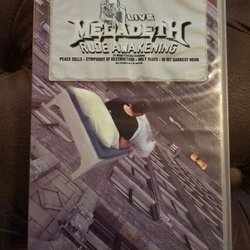 LIVE
MEGADETH
RUDE AWAKENING
PEACE SELLS - SYMPHONY OF DESTRUCTION - HOLY WARS - IN MY DARKEST HOUR